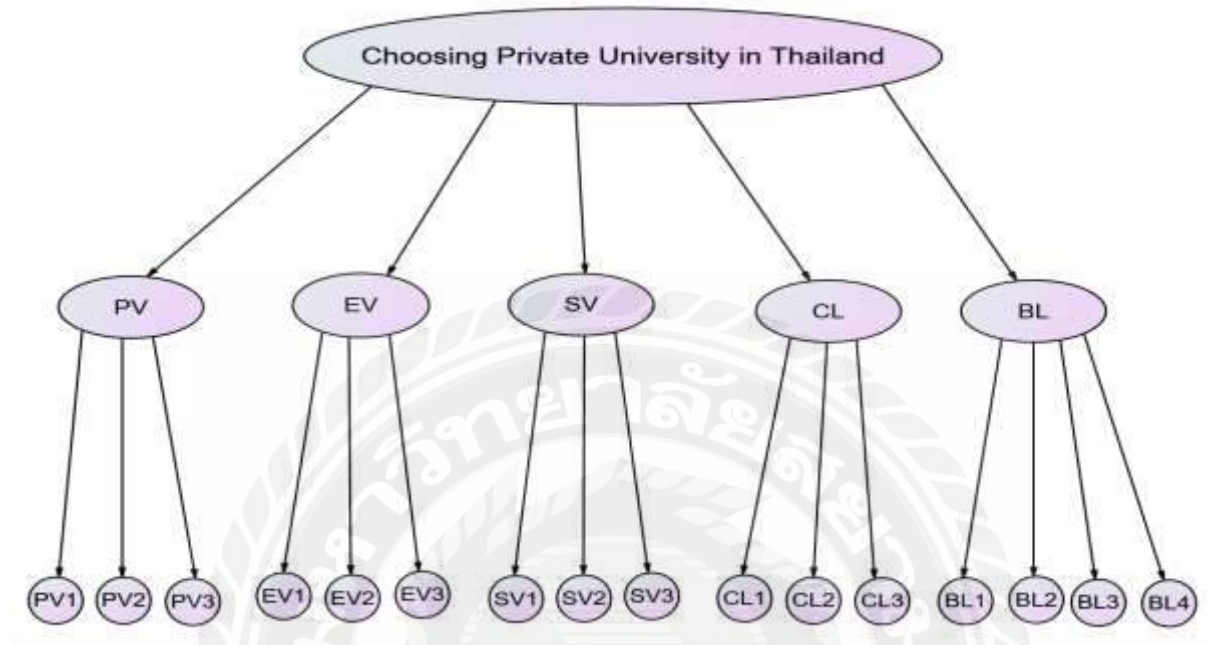 Choosing Private University in Thailand
PV EV SV CL BL
PV1 PV2 PV3 EV1 EV2 EV3 SV1 SV2 SV3 CL1 CL2 CL3 BL1 BL2 BL3 BL4